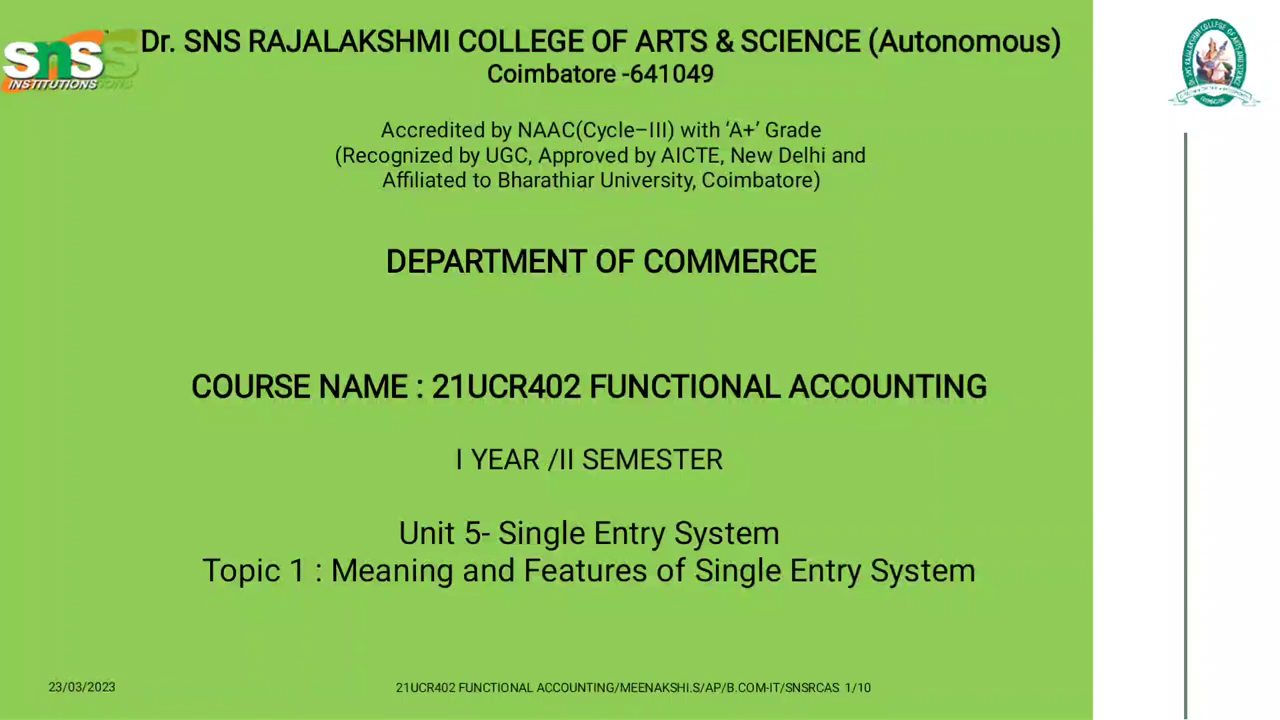 sns
INSTITUTIONS
Dr. SNS RAJALAKSHMI COLLEGE OF ARTS & SCIENCE (Autonomous)
Coimbatore -641049
Accredited by NAAC(Cycle–III) with ‘A+’ Grade
(Recognized by UGC, Approved by AICTE, New Delhi and
Affiliated to Bharathiar University, Coimbatore)
DEPARTMENT OF COMMERCE
COURSE NAME : 21UCR402 FUNCTIONAL ACCOUNTING
I YEAR /II SEMESTER
Unit 5- Single Entry System
Topic 1 : Meaning and Features of Single Entry System
23/03/2023
21UCR402 FUNCTIONAL ACCOUNTING/MEENAKSHI.S/AP/B.COM-IT/SNSRCAS 1/10